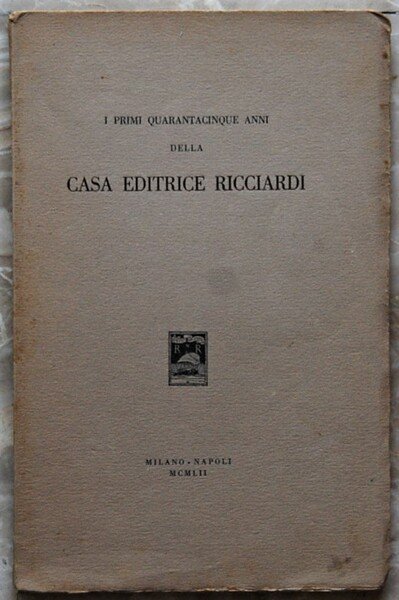 I PRIMI QUARANTACINQUE ANNI
DELLA
CASA EDITRICE RICCIARDI
R R
MILANO - NAPOLI
MCMLII